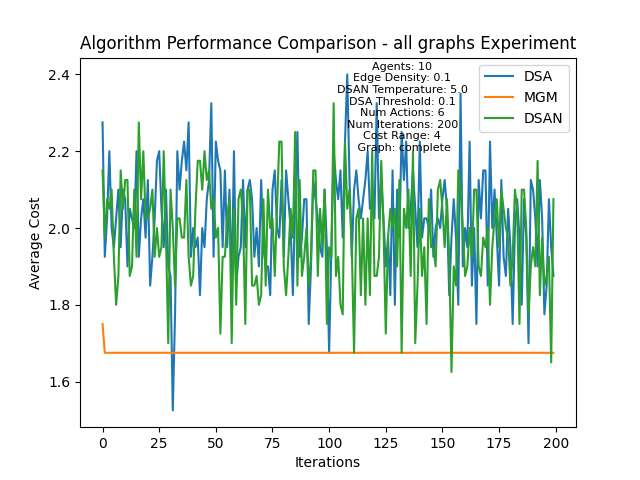 Algorithm Performance Comparison - all graphs Experiment
Agents: 10
Edge Density: 0.1
DSAN Temperature: 5.0
DSA Threshold: 0.1
Num Actions: 6
Num Iterations: 200
Cost Range: 4
Graph: complete
DSA
MGM
DSAN
Average Cost
2.4
2.2
2.0
1.8
1.6
0 25 50 75 100 125 150 175 200
Iterations